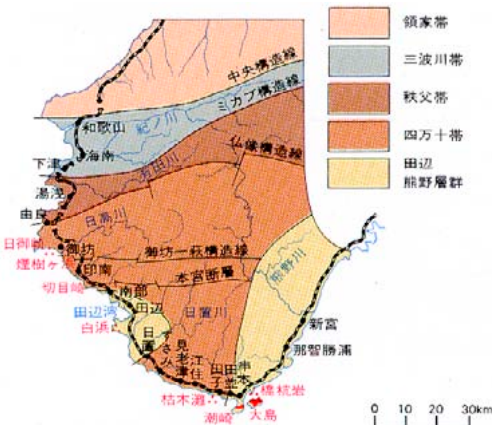 領家帯
三波川帯
秩父帯
四万十帯
田辺
熊野層群
中央構造線
ミカブ構造線
仏像構造線
御坊一萩構造線
本宮断層
紀ノ川
有田川
日高川
日置川
熊野川
和歌山
海南
下津
湯浅
由良
御坊
印南
南部
田辺
日置
すさみ
見老津
江住
田子
田並
串本
新宮
那智勝浦
日御碕
煙樹ヶ浜
切目崎
田辺湾
白浜
枯木灘
潮崎
大島
橋杭岩
0 10 20 30km